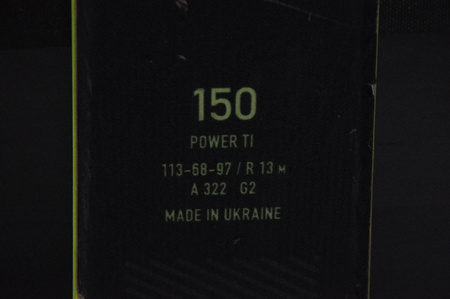 150
POWER TI
113-68-97 / R 13 M
A 322 G2
MADE IN UKRAINE